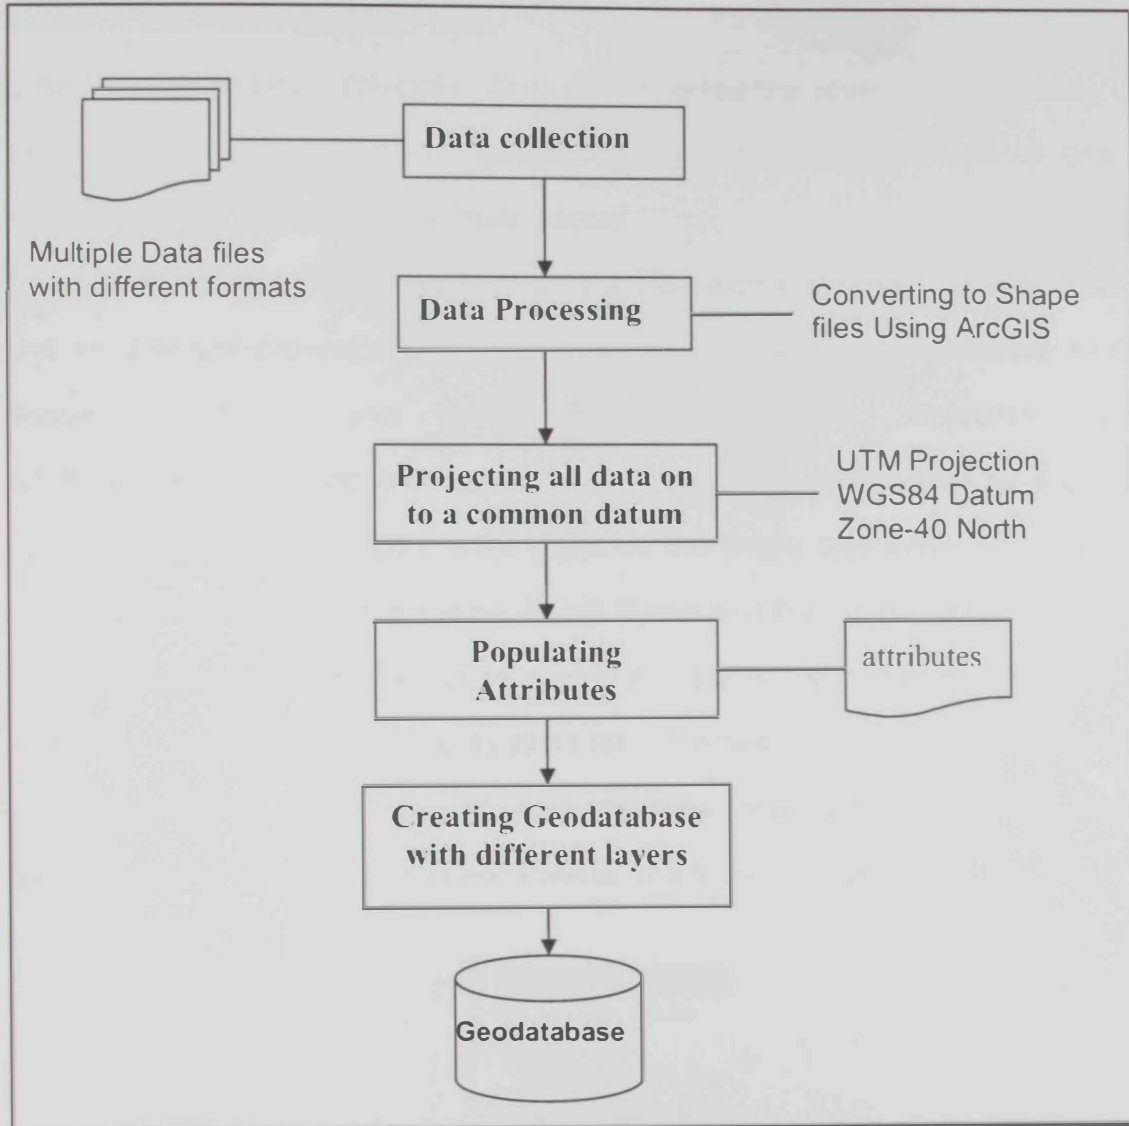 Data collection
Multiple Data files
with different formats
Data Processing
Converting to Shape
files Using ArcGIS
Projecting all data on
to a common datum
UTM Projection
WGS84 Datum
Zone-40 North
Populating
Attributes
attributes
Creating Geodatabase
with different layers
Geodatabase